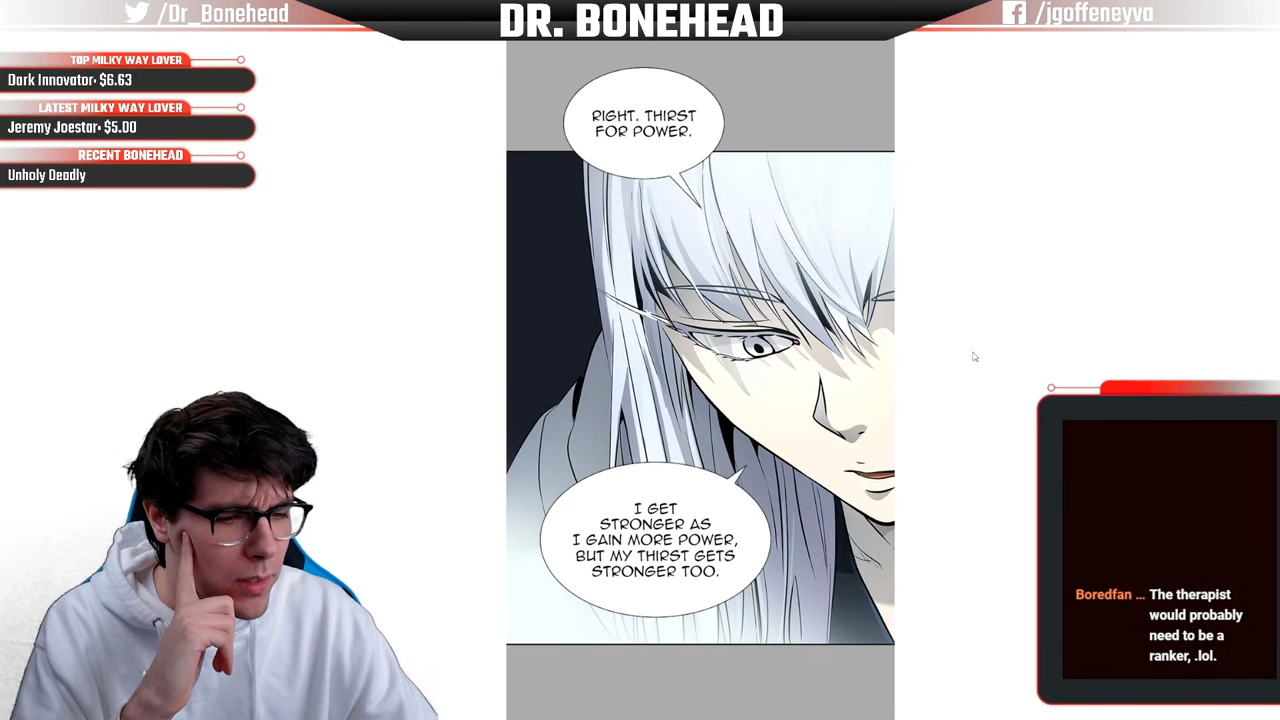 /Dr_Bonehead
DR. BONEHEAD
/jgoffeneyva
TOP MILKY WAY LOVER
Dark Innovator• $6.63
LATEST MILKY WAY LOVER
Jeremy Joestar• $5.00
RECENT BONEHEAD
Unholy Deadly
RIGHT. THIRST
FOR POWER.
I GET
STRONGER AS
I GAIN MORE POWER,
BUT MY THIRST GETS
STRONGER TOO.
Boredfan ... The therapist
would probably
need to be a
ranker, .lol.